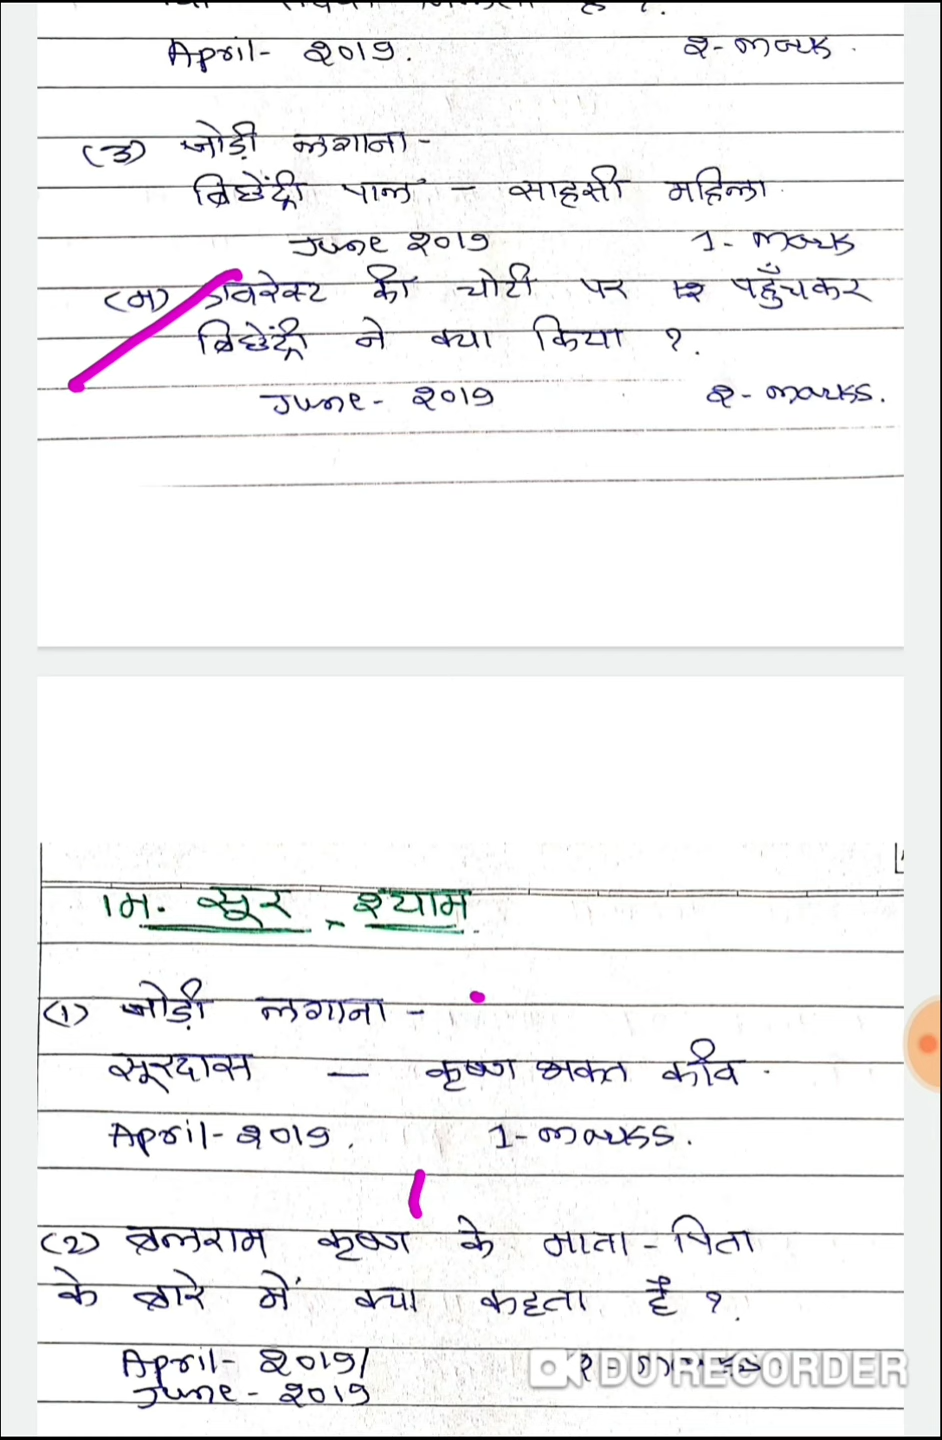 April- 2019. 2-mark.
(3) जोड़ी लगाना-
बिछेंद्री पाल - साहसी महिला.
June 2019 1- mark
(4) एवरेस्ट की चोटी पर पहुँचकर
बिछेंद्री ने क्या किया ?.
June- 2019 2-marks.
14. सूर - श्याम.
(1) जोड़ी लगाना -
सूरदास - कृष्ण भक्त कवि.
April-2019. 1-marks.
(2) बलराम कृष्ण के माता-पिता
के बारे में क्या कहता है ?.
April- 2019/ 2-marks.
June- 2019
DU RECORDER